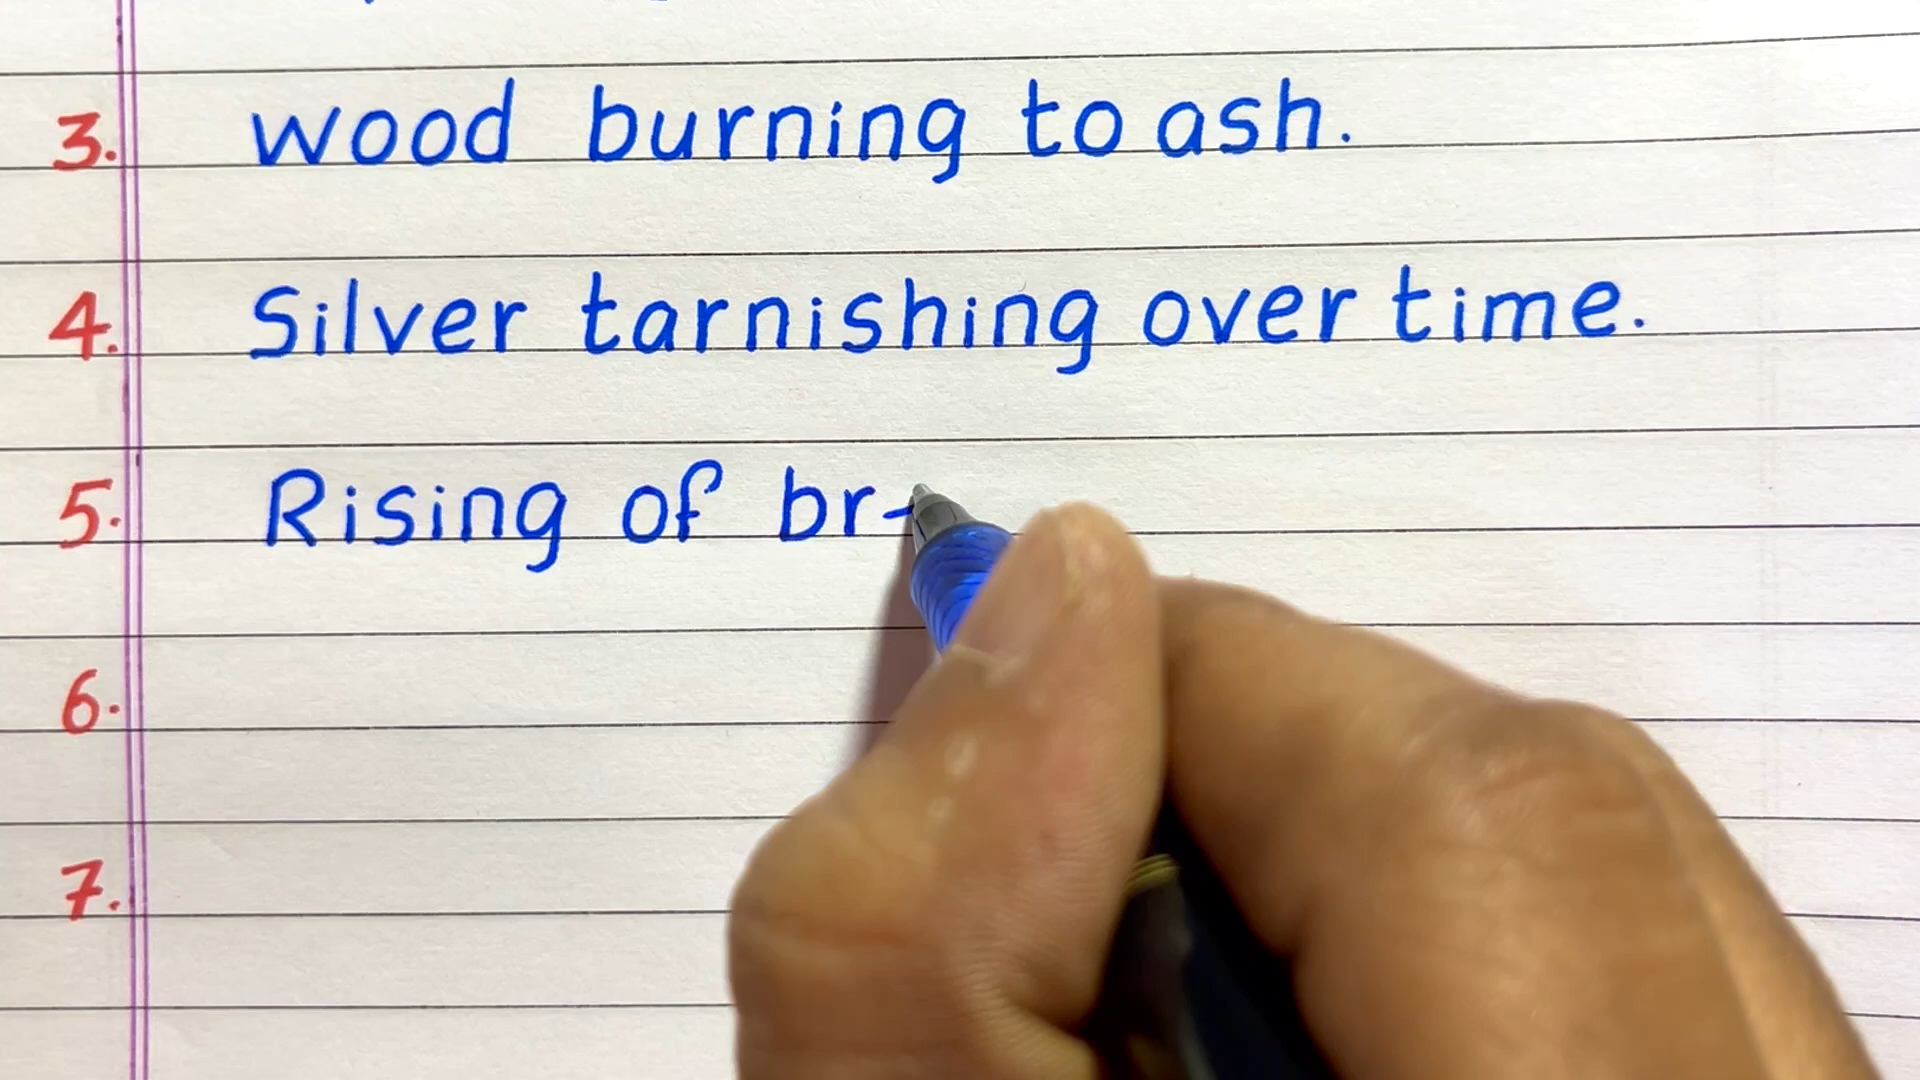 3. Wood burning to ash.
4. Silver tarnishing over time.
5. Rising of br
6.
7.